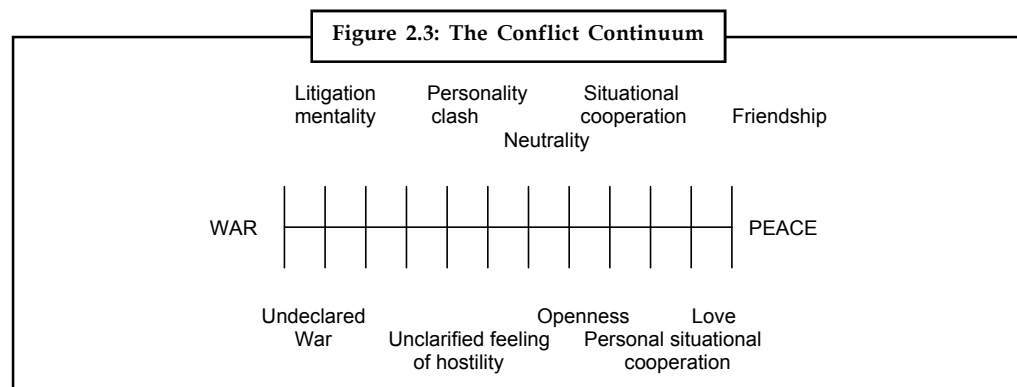 Figure 2.3: The Conflict Continuum
Litigation mentality
Personality clash
Situational cooperation
Friendship
Neutrality
WAR
PEACE
Undeclared War
Unclarified feeling of hostility
Openness
Personal situational cooperation
Love